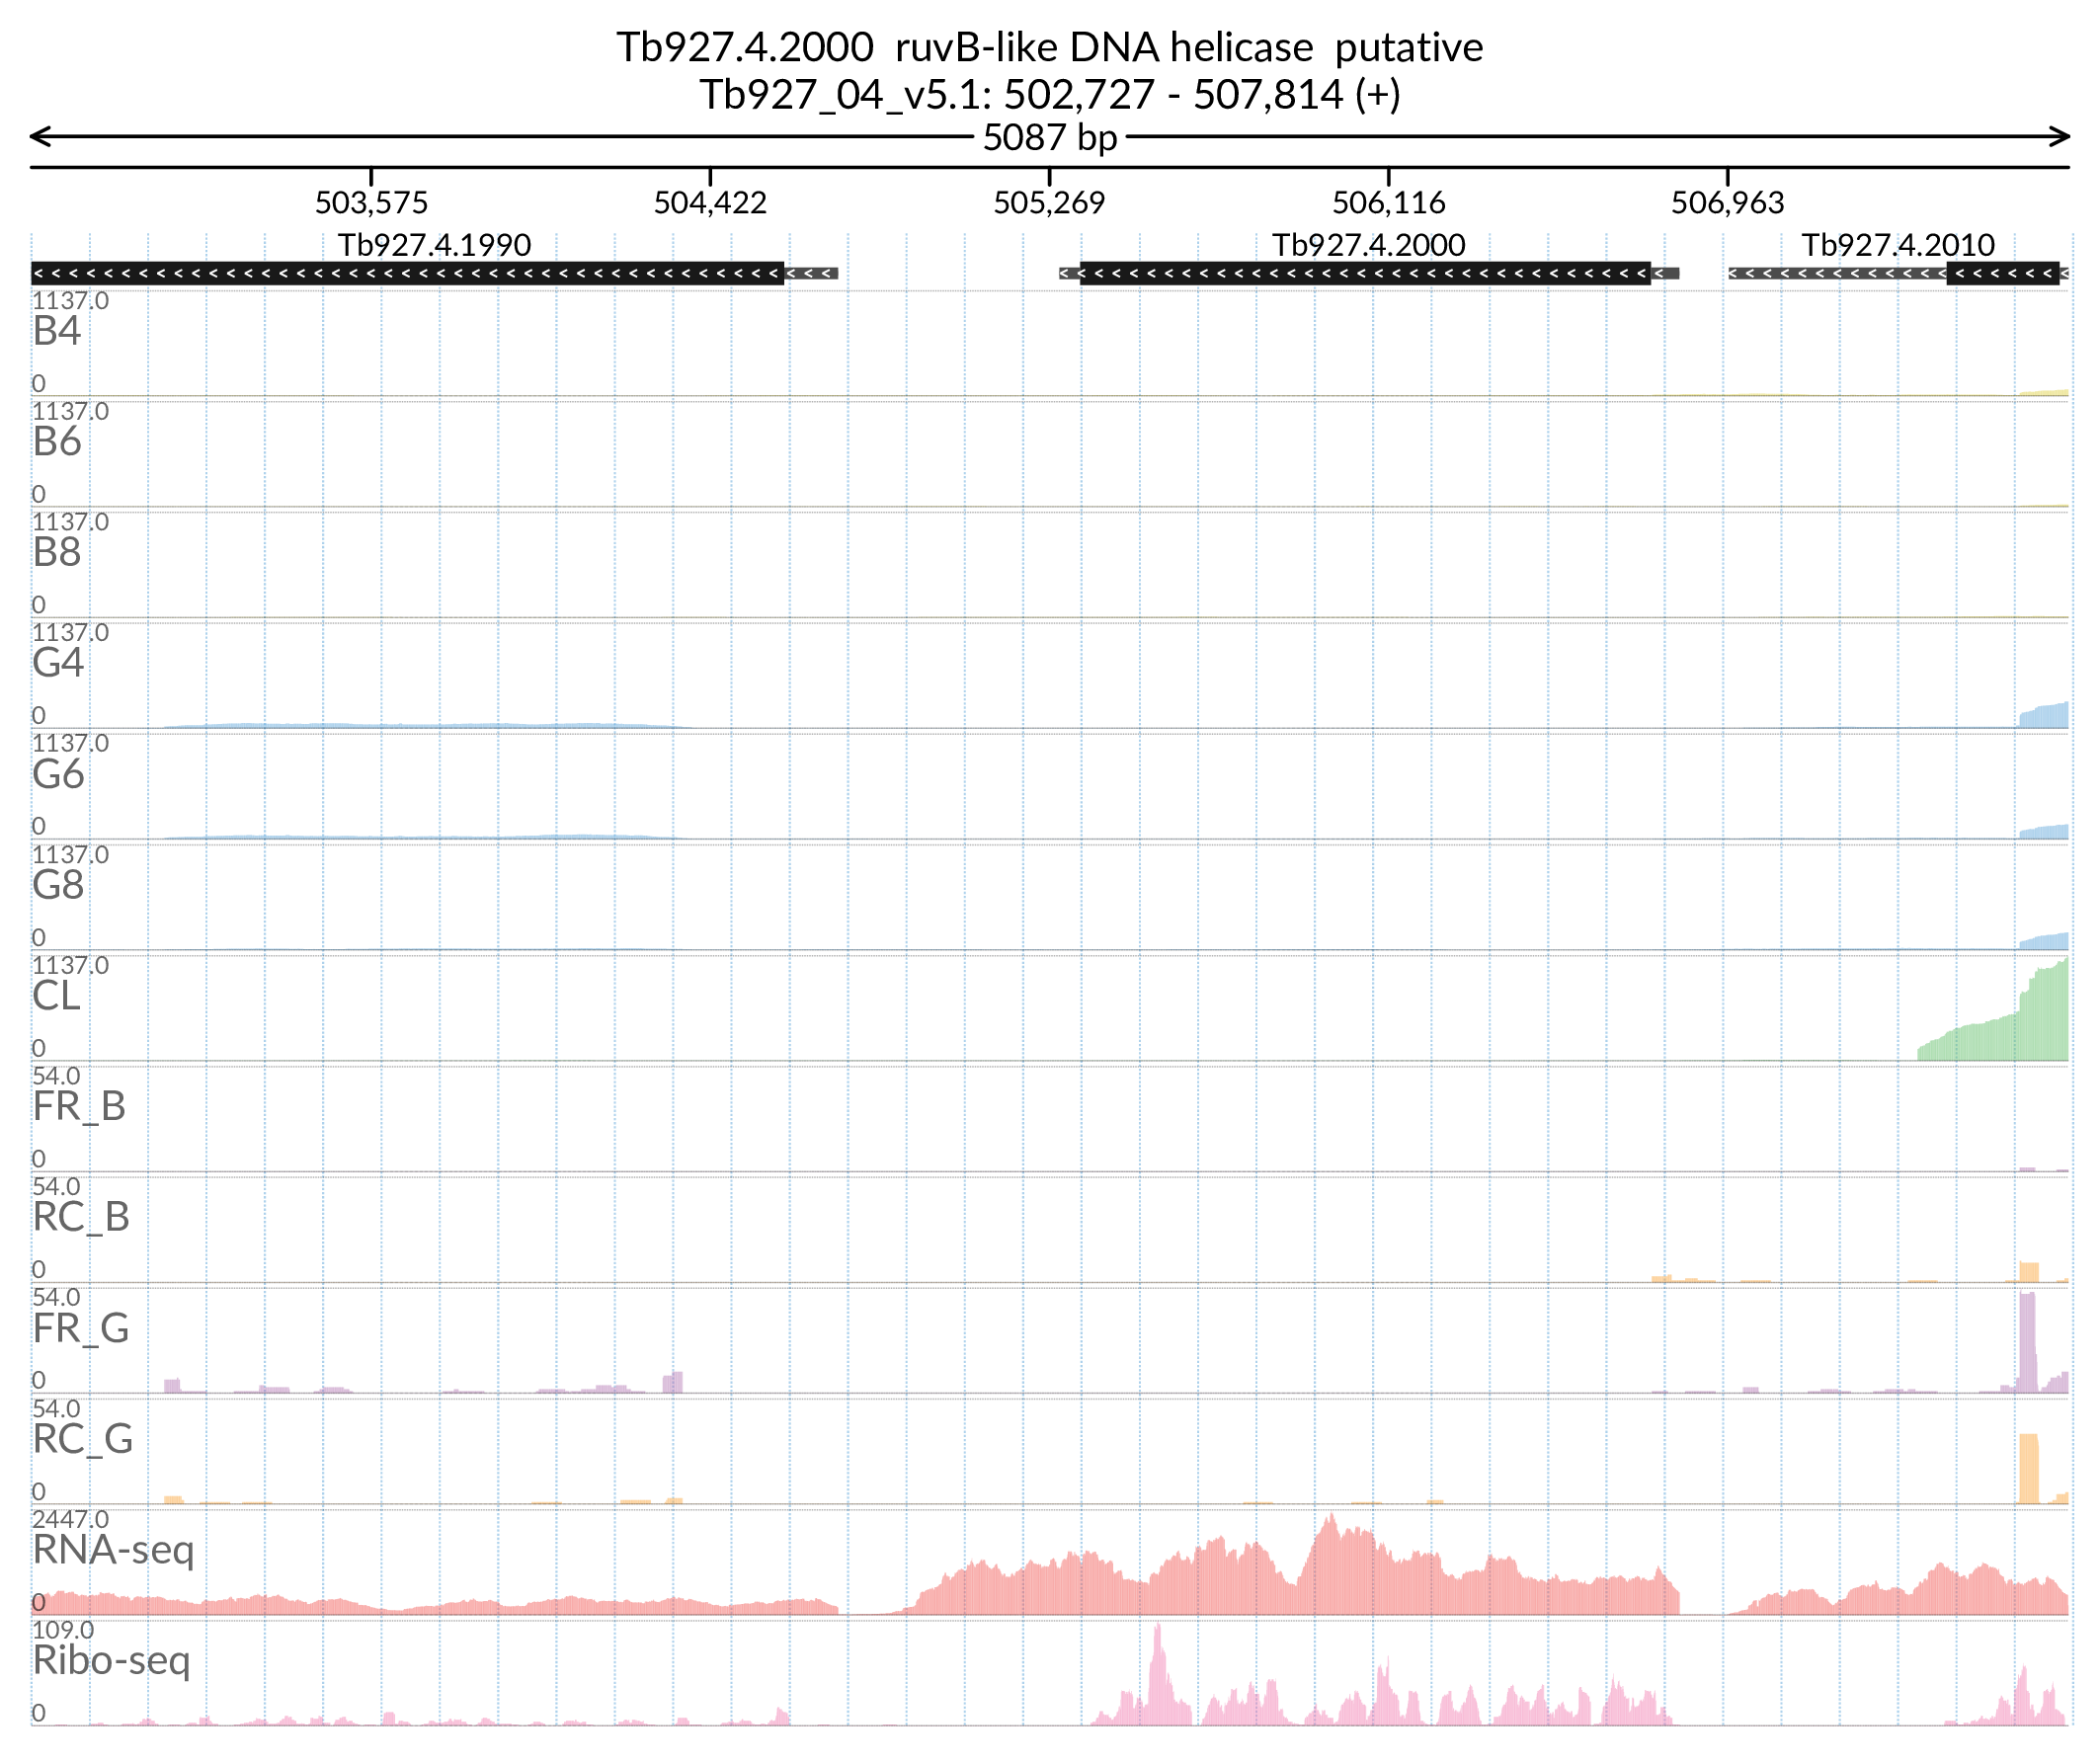 Tb927.4.2000 ruvB-like DNA helicase putative
Tb927_04_v5.1: 502,727 - 507,814 (+)
5087 bp
503,575 504,422 505,269 506,116 506,963
Tb927.4.1990 Tb927.4.2000 Tb927.4.2010
1137.0
B4
0
1137.0
B6
0
1137.0
B8
0
1137.0
G4
0
1137.0
G6
0
1137.0
G8
0
1137.0
CL
0
54.0
FR_B
0
54.0
RC_B
0
54.0
FR_G
0
54.0
RC_G
0
2447.0
RNA-seq
0
109.0
Ribo-seq
0